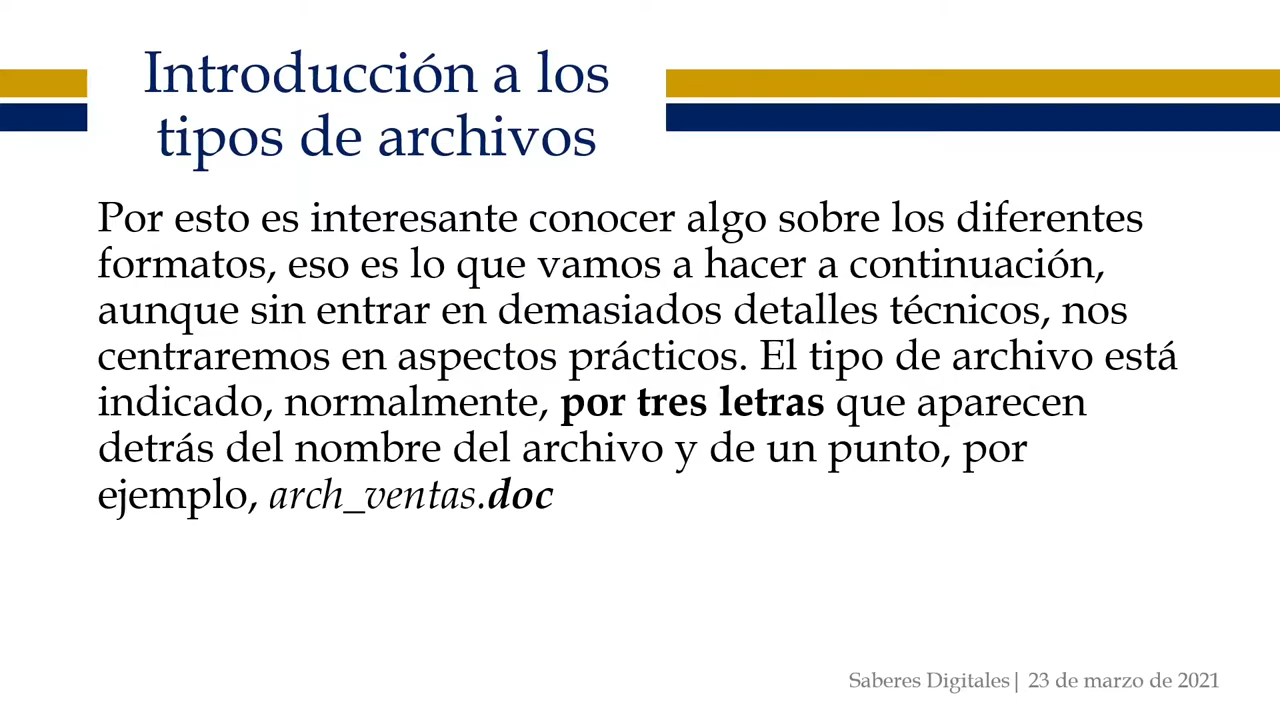 Introducción a los
tipos de archivos
Por esto es interesante conocer algo sobre los diferentes
formatos, eso es lo que vamos a hacer a continuación,
aunque sin entrar en demasiados detalles técnicos, nos
centraremos en aspectos prácticos. El tipo de archivo está
indicado, normalmente, por tres letras que aparecen
detrás del nombre del archivo y de un punto, por
ejemplo, arch_ventas.doc
Saberes Digitales| 23 de marzo de 2021